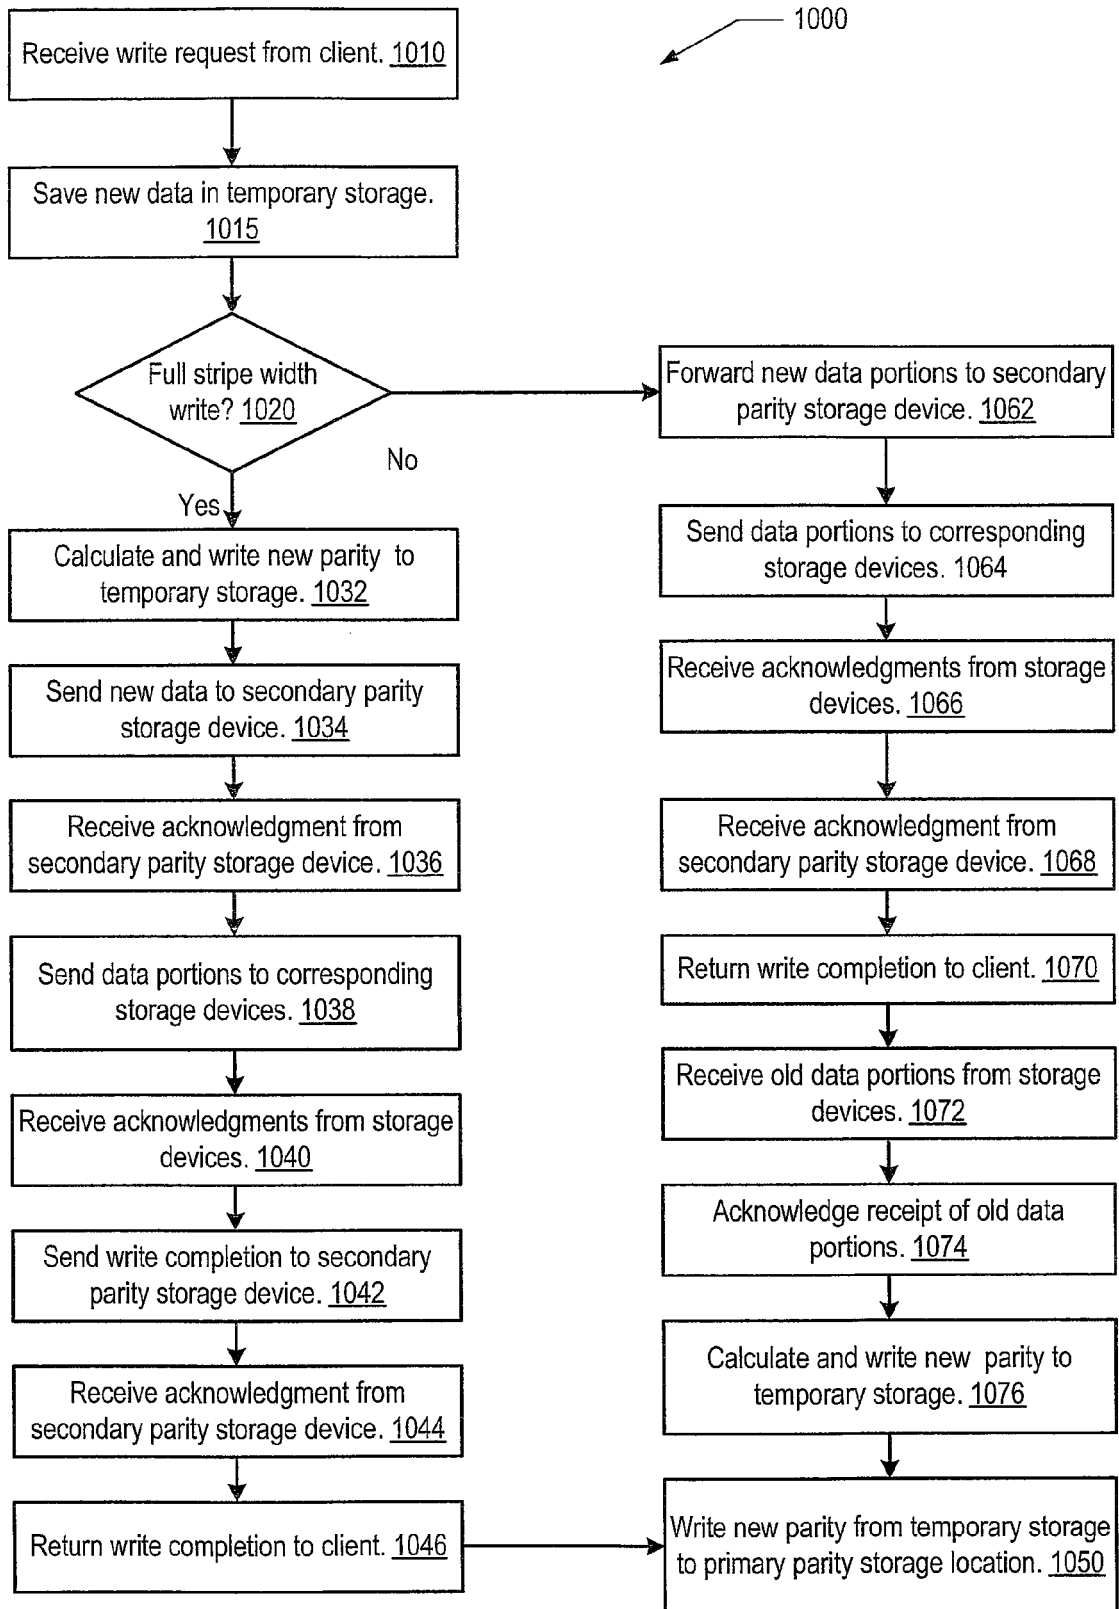 1000
Receive write request from client. 1010
Save new data in temporary storage.
1015
Full stripe width
write? 1020
No
Yes
Calculate and write new parity to
temporary storage. 1032
Send new data to secondary parity
storage device. 1034
Receive acknowledgment from
secondary parity storage device. 1036
Send data portions to corresponding
storage devices. 1038
Receive acknowledgments from storage
devices. 1040
Send write completion to secondary
parity storage device. 1042
Receive acknowledgment from
secondary parity storage device. 1044
Return write completion to client. 1046
Forward new data portions to secondary
parity storage device. 1062
Send data portions to corresponding
storage devices. 1064
Receive acknowledgments from storage
devices. 1066
Receive acknowledgment from
secondary parity storage device. 1068
Return write completion to client. 1070
Receive old data portions from storage
devices. 1072
Acknowledge receipt of old data
portions. 1074
Calculate and write new parity to
temporary storage. 1076
Write new parity from temporary storage
to primary parity storage location. 1050